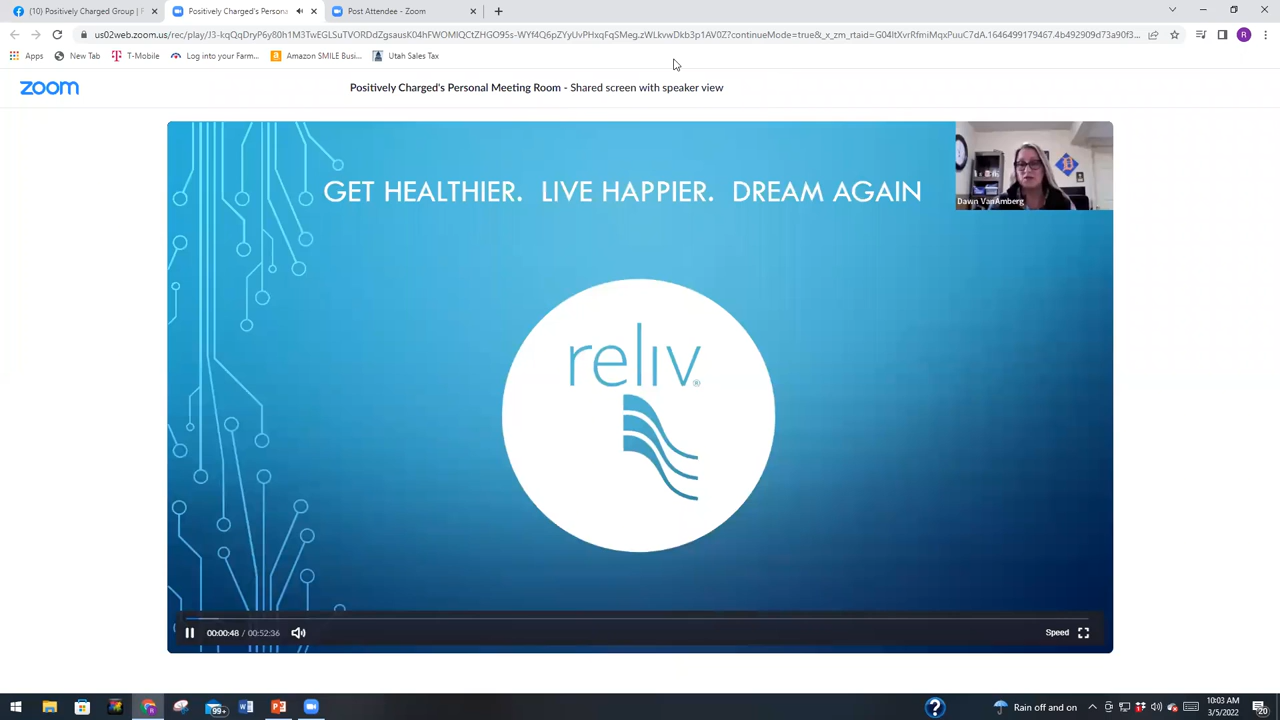 (10) Positively Charged Group | F
Positively Charged's Persona
Post Attendee - Zoom
Apps
New Tab
T-Mobile
Log into your Farm...
Amazon SMILE Busi...
Utah Sales Tax
zoom
Positively Charged's Personal Meeting Room - Shared screen with speaker view
GET HEALTHIER. LIVE HAPPIER. DREAM AGAIN
Dawn VanAmberg
reliv®
00:00:48 / 00:52:36
Speed
99+
Rain off and on
10:03 AM
3/5/2022
20